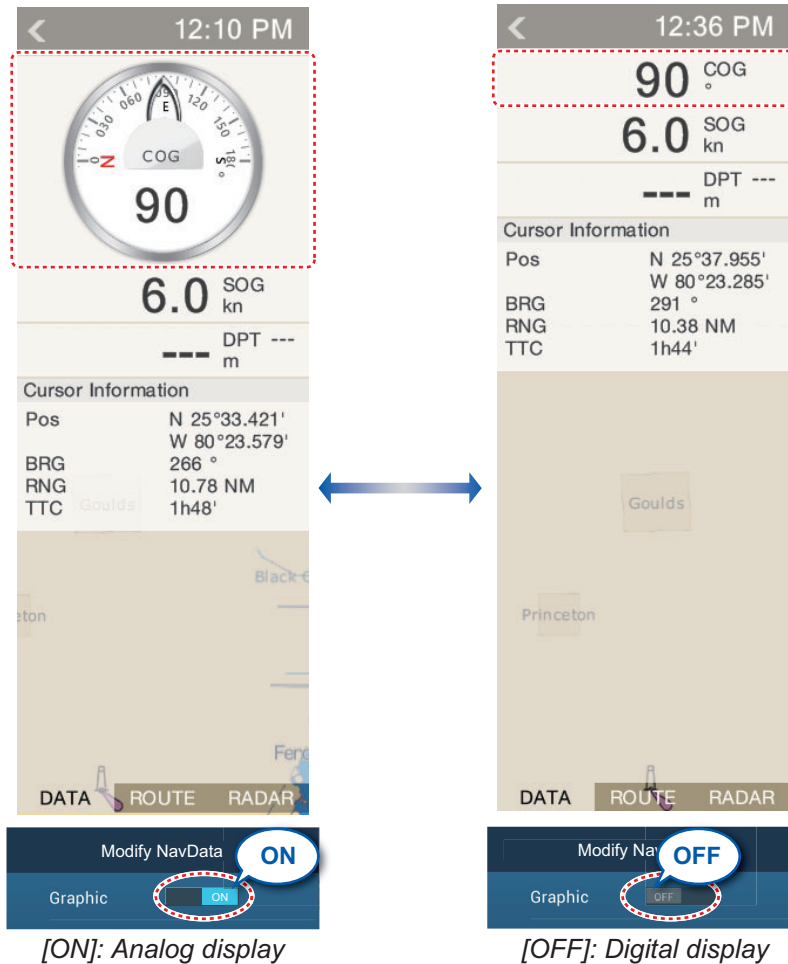 12:10 PM
030
060
090
E
120
150
180
S
°
N
0
COG
90
6.0 SOG
kn
--- DPT ---
m
Cursor Information
Pos N 25°33.421'
W 80°23.579'
BRG 266 °
RNG 10.78 NM
TTC 1h48'
Goulds
Black
eton
DATA ROUTE RADAR
Modify NavData
ON
Graphic ON
[ON]: Analog display
12:36 PM
90 COG
°
6.0 SOG
kn
--- DPT ---
m
Cursor Information
Pos N 25°37.955'
W 80°23.285'
BRG 291 °
RNG 10.38 NM
TTC 1h44'
Goulds
Princeton
DATA ROUTE RADAR
Modify Nav
OFF
Graphic OFF
[OFF]: Digital display